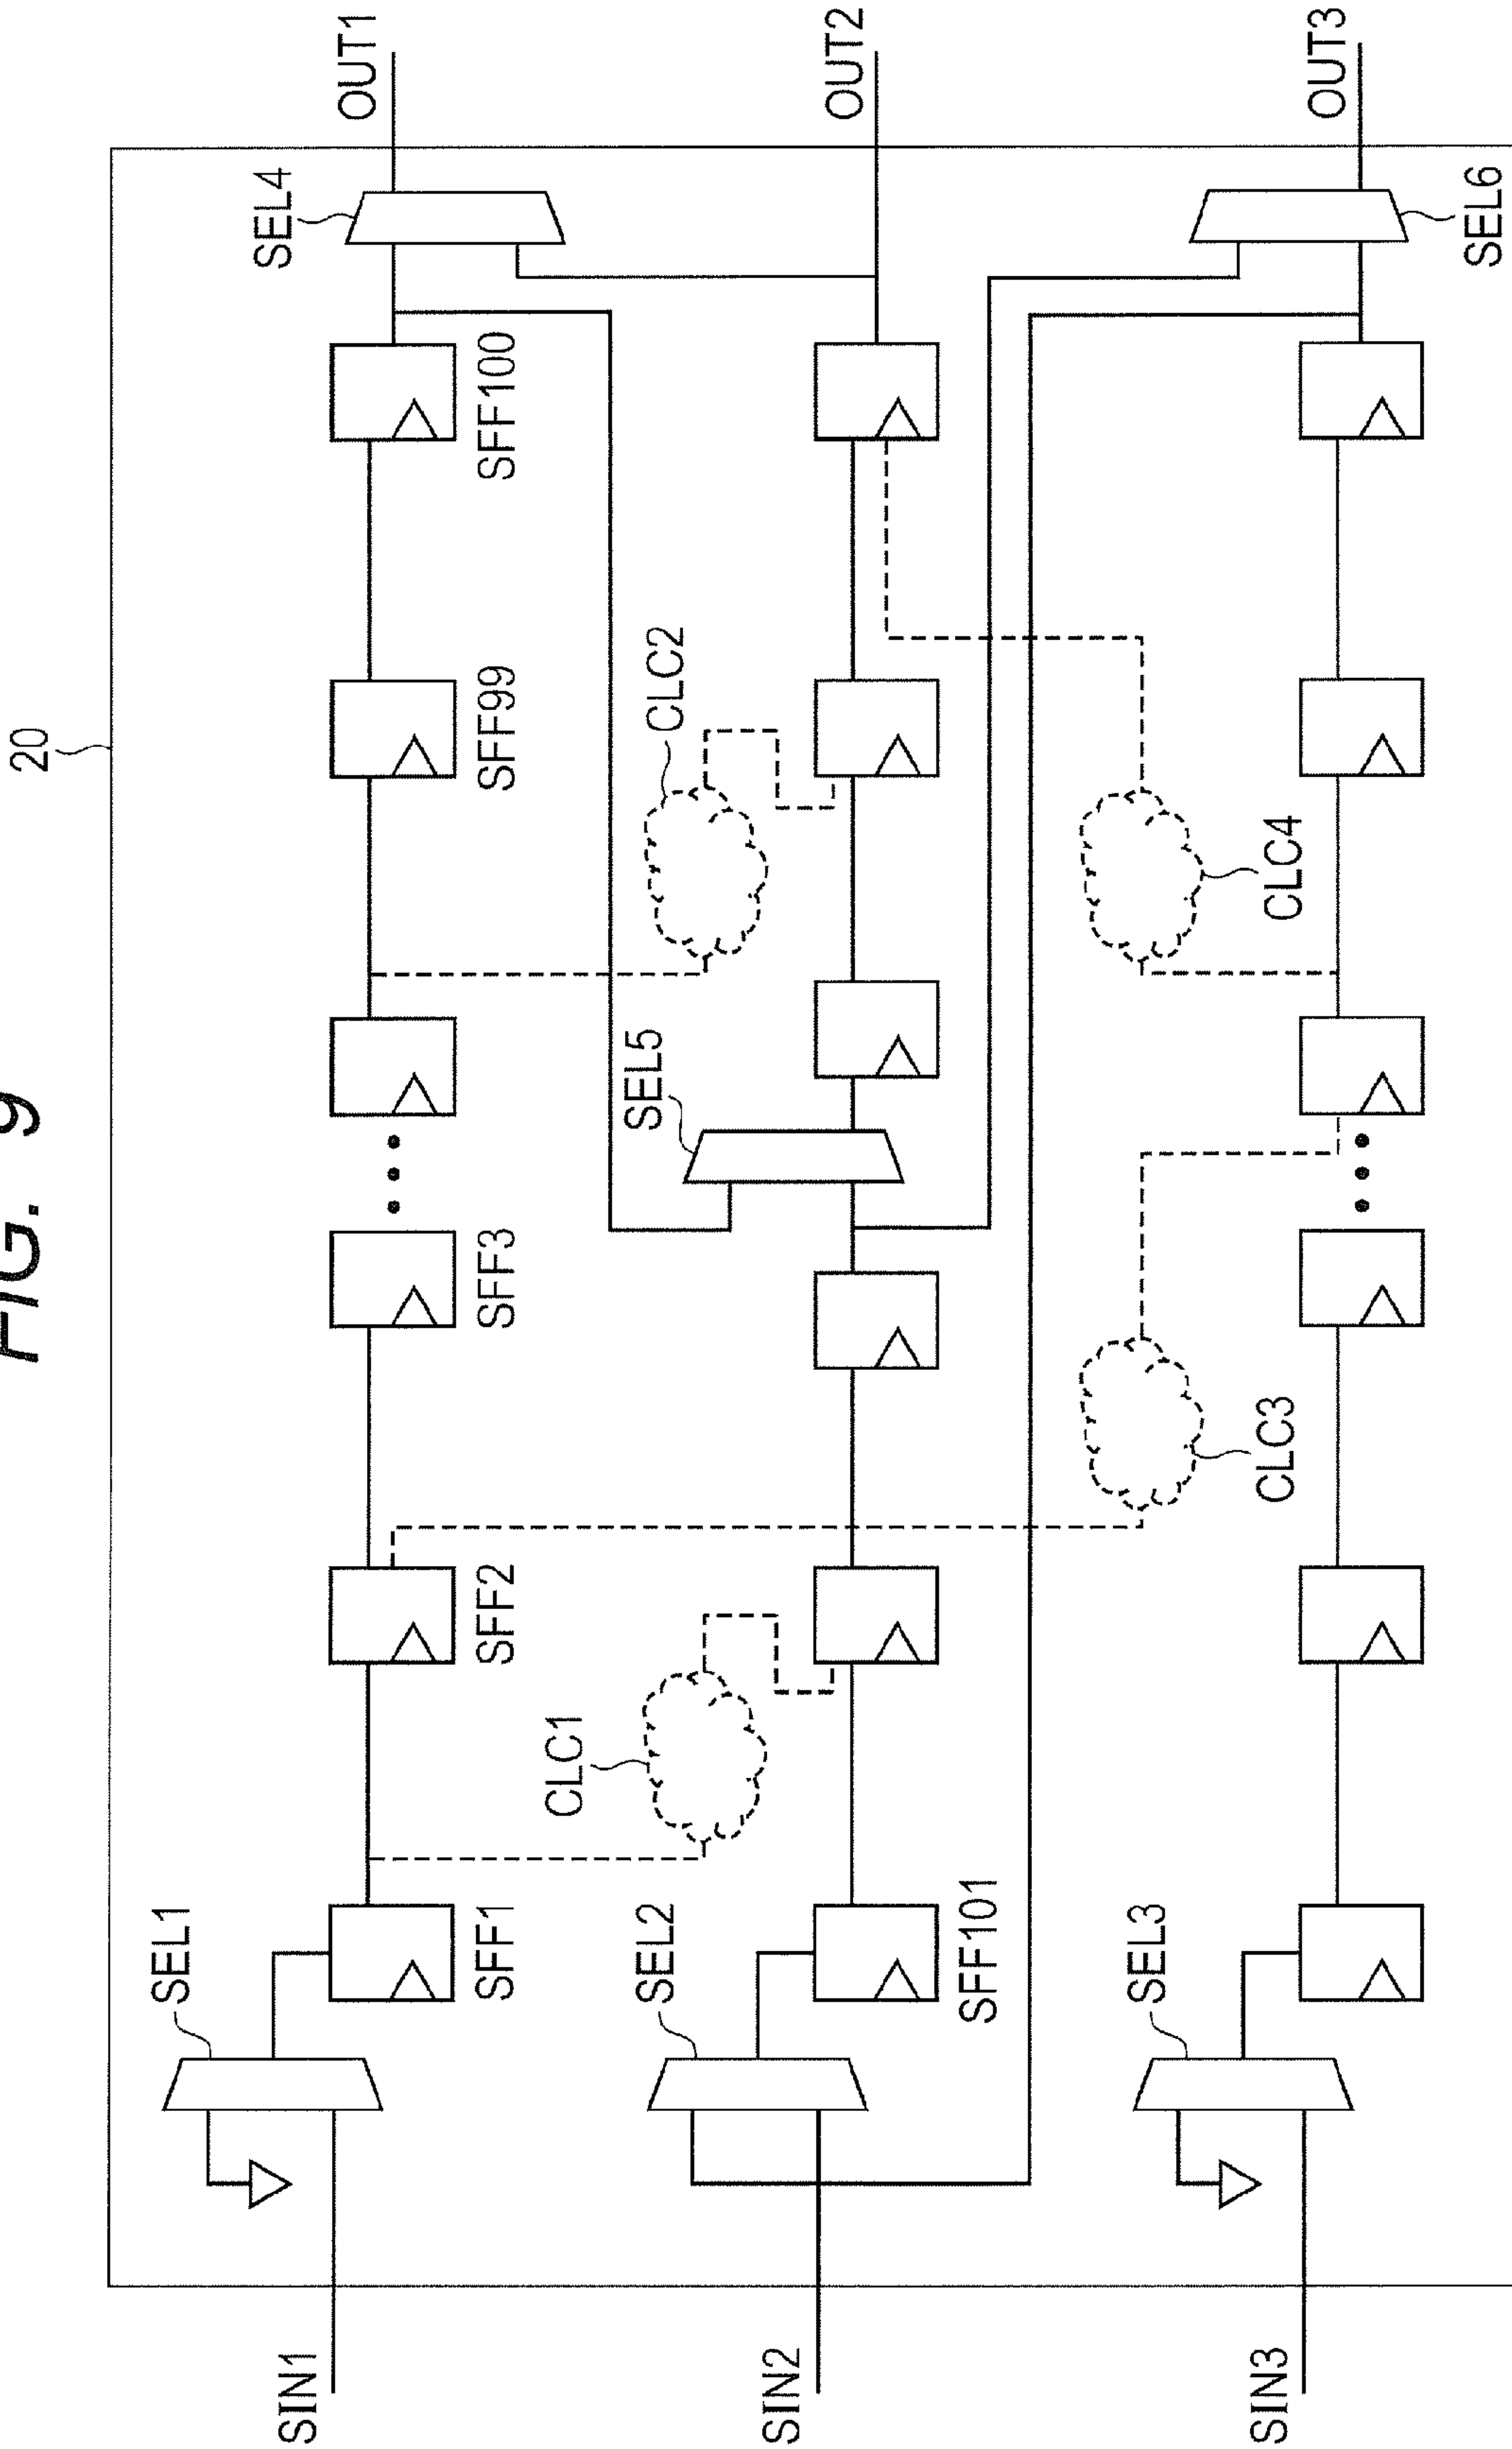 FIG. 9
20
SIN1
SEL1
SFF1
SFF2
SFF3
SFF99
SFF100
SEL4
OUT1
CLC1
CLC2
SIN2
SEL2
SFF101
SEL5
OUT2
CLC3
CLC4
SIN3
SEL3
SEL6
OUT3